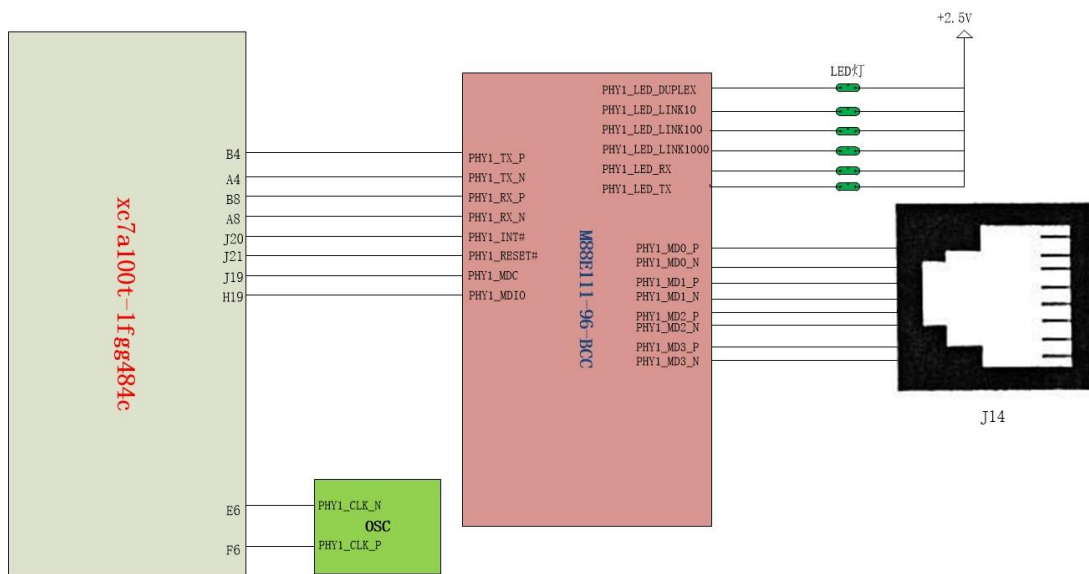 +2.5V
LED灯
xc7a100t-1fgg484c
B4
A4
B8
A8
J20
J21
J19
H19
E6
F6
PHY1_TX_P
PHY1_TX_N
PHY1_RX_P
PHY1_RX_N
PHY1_INT#
PHY1_RESET#
PHY1_MDC
PHY1_MDIO
M88E111-96-BCC
PHY1_LED_DUPLEX
PHY1_LED_LINK10
PHY1_LED_LINK100
PHY1_LED_LINK1000
PHY1_LED_RX
PHY1_LED_TX
PHY1_MD0_P
PHY1_MD0_N
PHY1_MD1_P
PHY1_MD1_N
PHY1_MD2_P
PHY1_MD2_N
PHY1_MD3_P
PHY1_MD3_N
J14
PHY1_CLK_N
OSC
PHY1_CLK_P